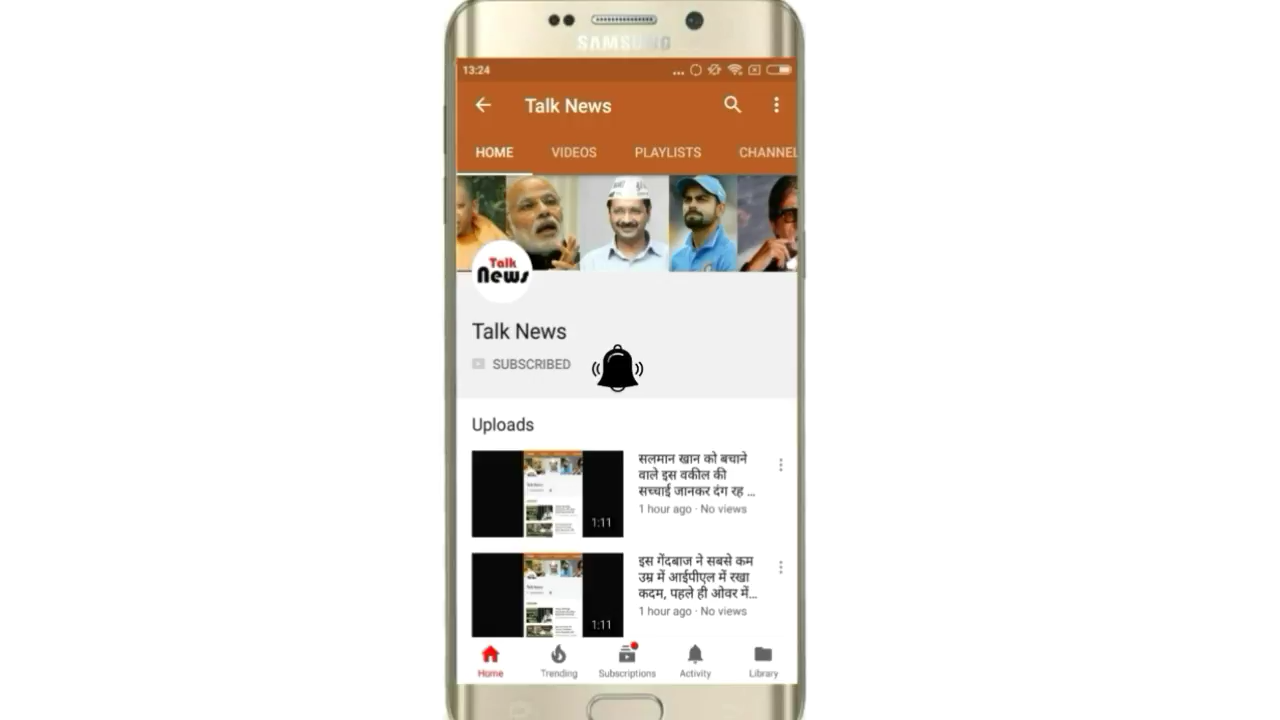 SAMSUNG
13:24
Talk News
HOME VIDEOS PLAYLISTS CHANNEL
Talk
News
Talk News
SUBSCRIBED
Uploads
सलमान खान को बचाने
वाले इस वकील की
सच्चाई जानकर दंग रह ...
1 hour ago · No views
1:11
इस गेंदबाज ने सबसे कम
उम्र में आईपीएल में रखा
कदम, पहले ही ओवर में...
1 hour ago · No views
1:11
Home Trending Subscriptions Activity Library